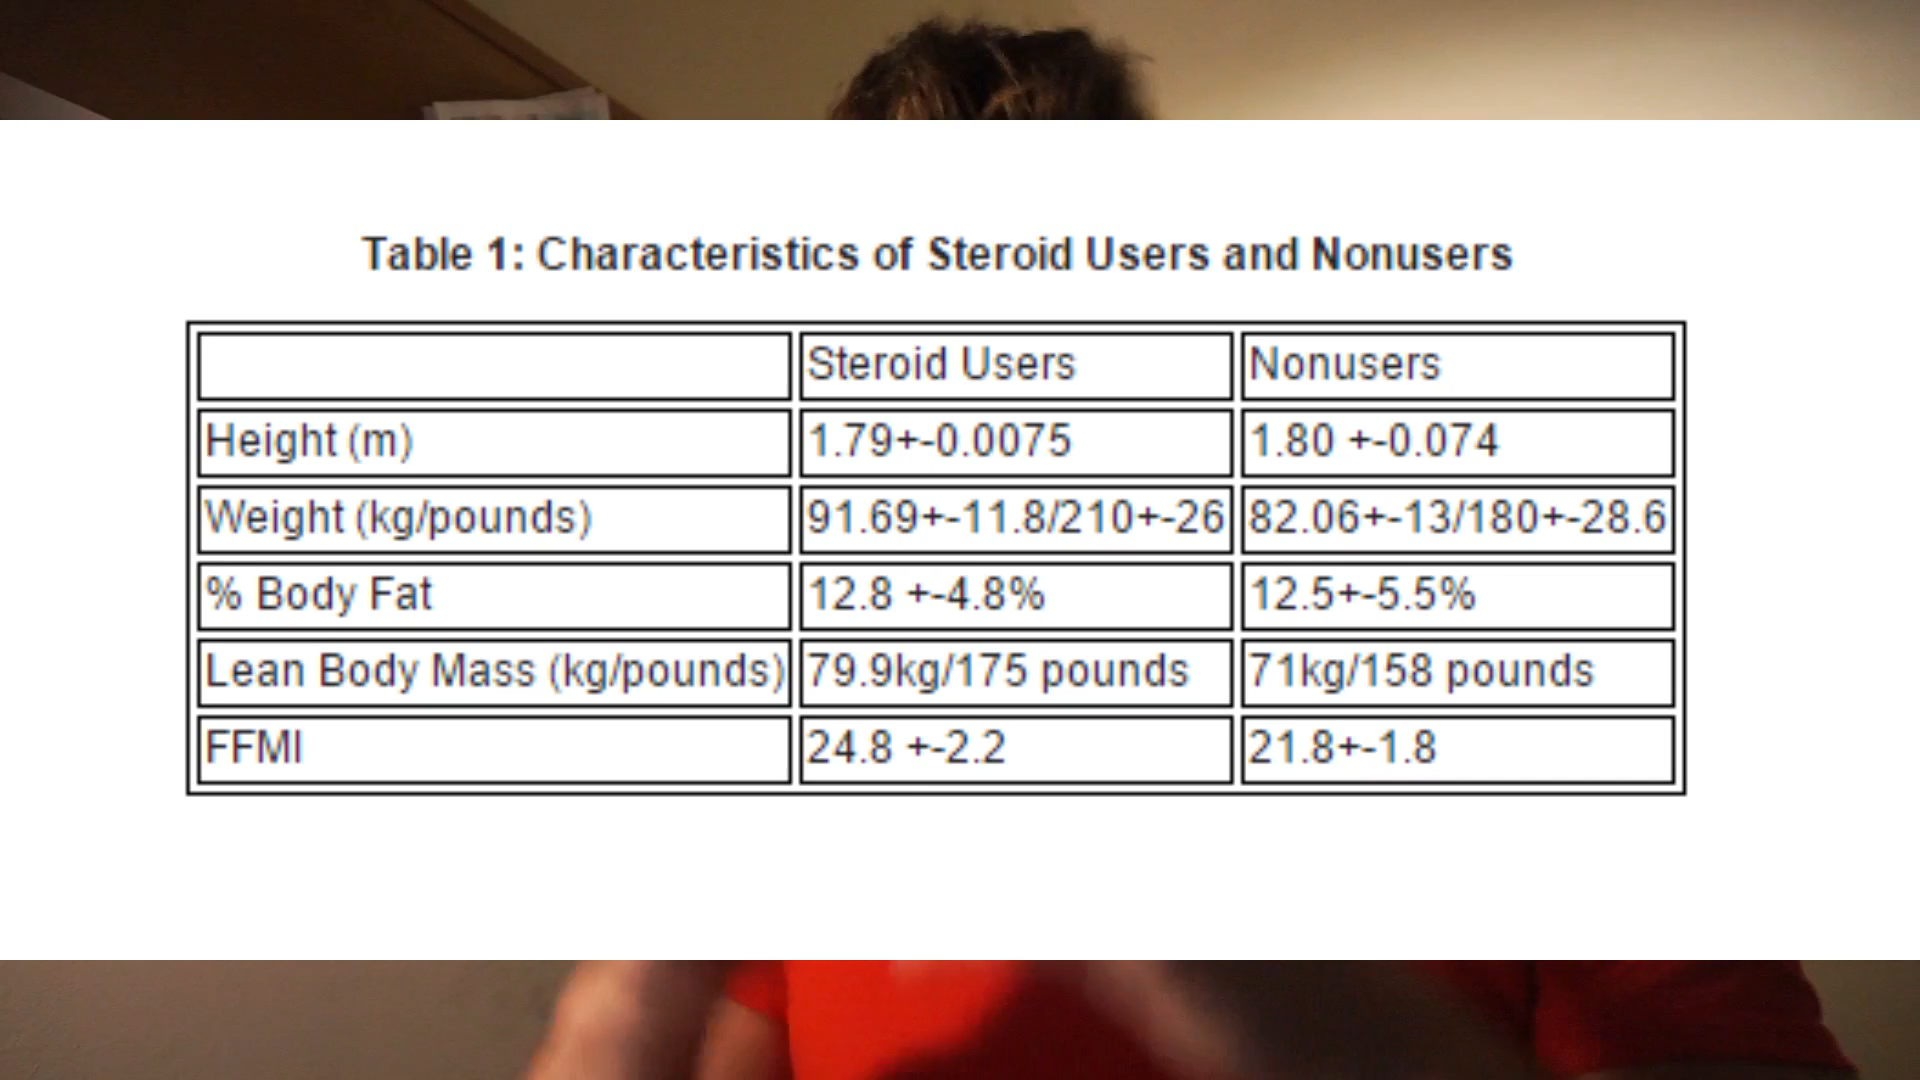 Table 1: Characteristics of Steroid Users and Nonusers
Steroid Users Nonusers
Height (m) 1.79+-0.0075 1.80 +-0.074
Weight (kg/pounds) 91.69+-11.8/210+-26 82.06+-13/180+-28.6
% Body Fat 12.8 +-4.8% 12.5+-5.5%
Lean Body Mass (kg/pounds) 79.9kg/175 pounds 71kg/158 pounds
FFMI 24.8 +-2.2 21.8+-1.8